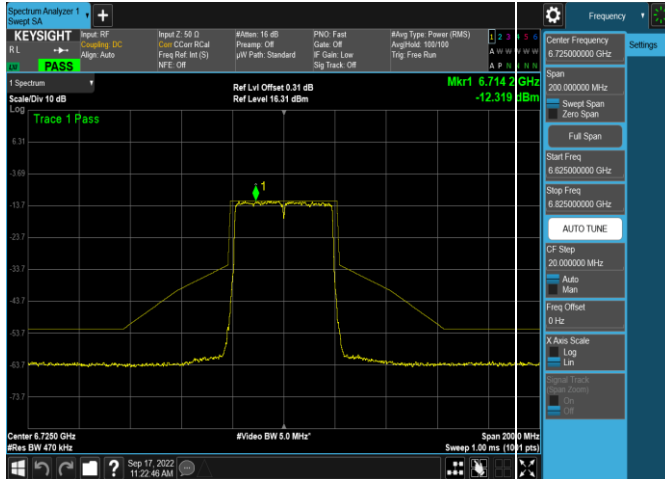 Spectrum Analyzer 1
Swept SA
Frequency
KEYSIGHT
RL
PASS
Input: RF
Coupling: DC
Align: Auto
Input Z: 50 Ω
Corr CCorr RCal
Freq Ref: Int (S)
NFE: Off
#Atten: 16 dB
Preamp: Off
µW Path: Standard
PNO: Fast
Gate: Off
IF Gain: Low
Sig Track: Off
#Avg Type: Power (RMS)
Avg|Hold: 100/100
Trig: Free Run
1 2 3
A W W
A P N
1 Spectrum
Scale/Div 10 dB
Ref Lvl Offset 0.31 dB
Ref Level 16.31 dBm
Mkr1 6.714 2 GHz
-12.319 dBm
Log
Trace 1 Pass
1
6.31
-3.69
-13.7
-23.7
-33.7
-43.7
-53.7
-63.7
-73.7
Center 6.7250 GHz
#Res BW 470 kHz
#Video BW 5.0 MHz*
Sweep 1.00 ms
Sep 17, 2022
11:22:46 AM
?
Center Frequency
6.725000000 GHz
Settings
Span
200.000000 MHz
Swept Span
Zero Span
Full Span
Start Freq
6.625000000 GHz
Stop Freq
6.825000000 GHz
AUTO TUNE
CF Step
20.000000 MHz
Auto
Man
Freq Offset
0 Hz
X Axis Scale
Log
Lin
Signal Track
(Span Zoom)
On
Off